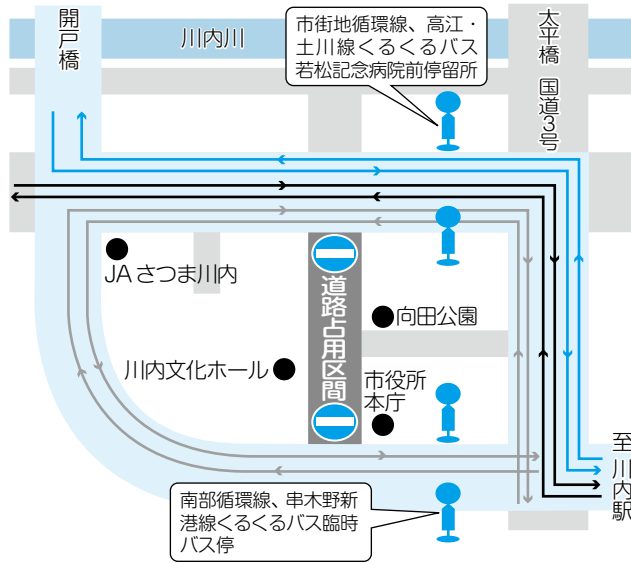 開戸橋
川内川
市街地循環線、高江・
土川線くるくるバス
若松記念病院前停留所
太平橋 国道3号
JAさつま川内
道路占用区間
向田公園
川内文化ホール
市役所
本庁
至川内駅
南部循環線、串木野新
港線くるくるバス臨時
バス停